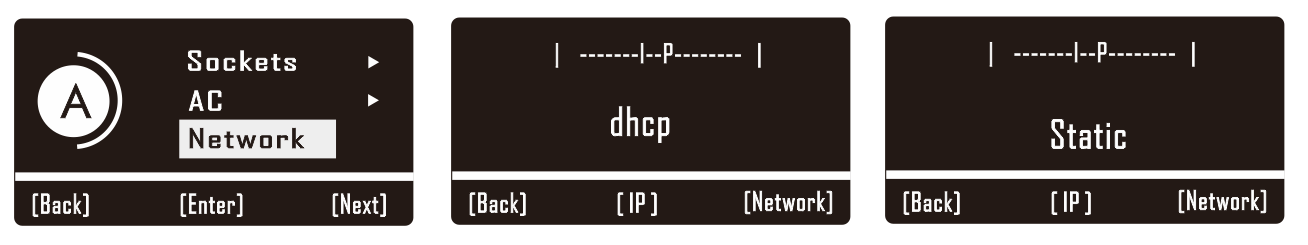 A
Sockets
AC
Network
[Back] [Enter] [Next]
| -------I--P-------- |
dhcp
[Back] [ IP ] [Network]
| -------I--P-------- |
Static
[Back] [ IP ] [Network]